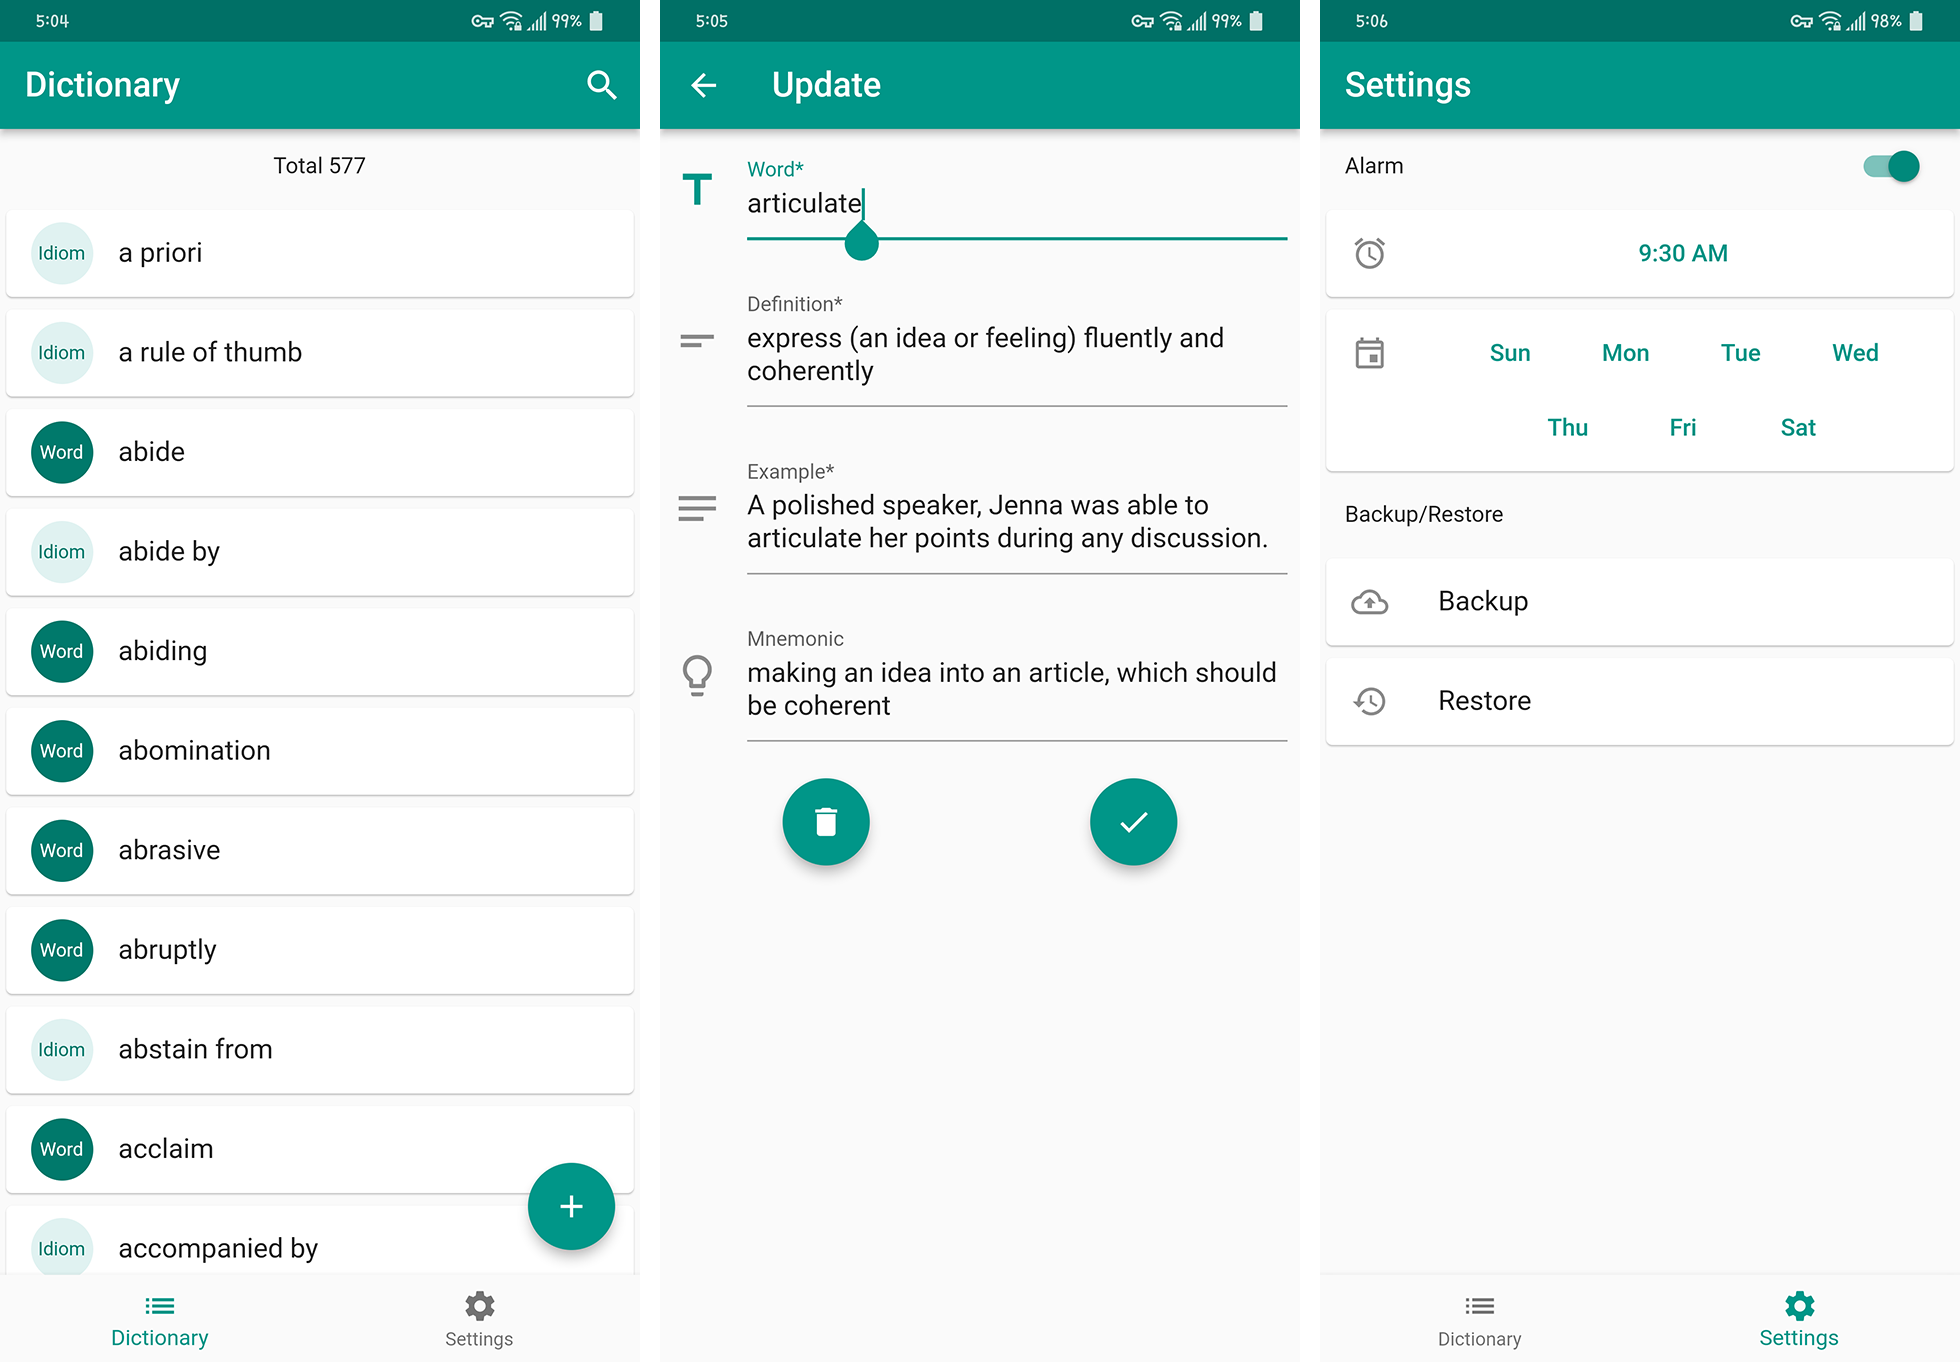 5:04
99%
Dictionary
Total 577
Idiom
a priori
Idiom
a rule of thumb
Word
abide
Idiom
abide by
Word
abiding
Word
abomination
Word
abrasive
Word
abruptly
Idiom
abstain from
Word
acclaim
Idiom
accompanied by
+
Dictionary
Settings
5:05
99%
Update
T
Word*
articulate
Definition*
express (an idea or feeling) fluently and
coherently
Example*
A polished speaker, Jenna was able to
articulate her points during any discussion.
Mnemonic
making an idea into an article, which should
be coherent
5:06
98%
Settings
Alarm
9:30 AM
Sun Mon Tue Wed
Thu Fri Sat
Backup/Restore
Backup
Restore
Dictionary
Settings